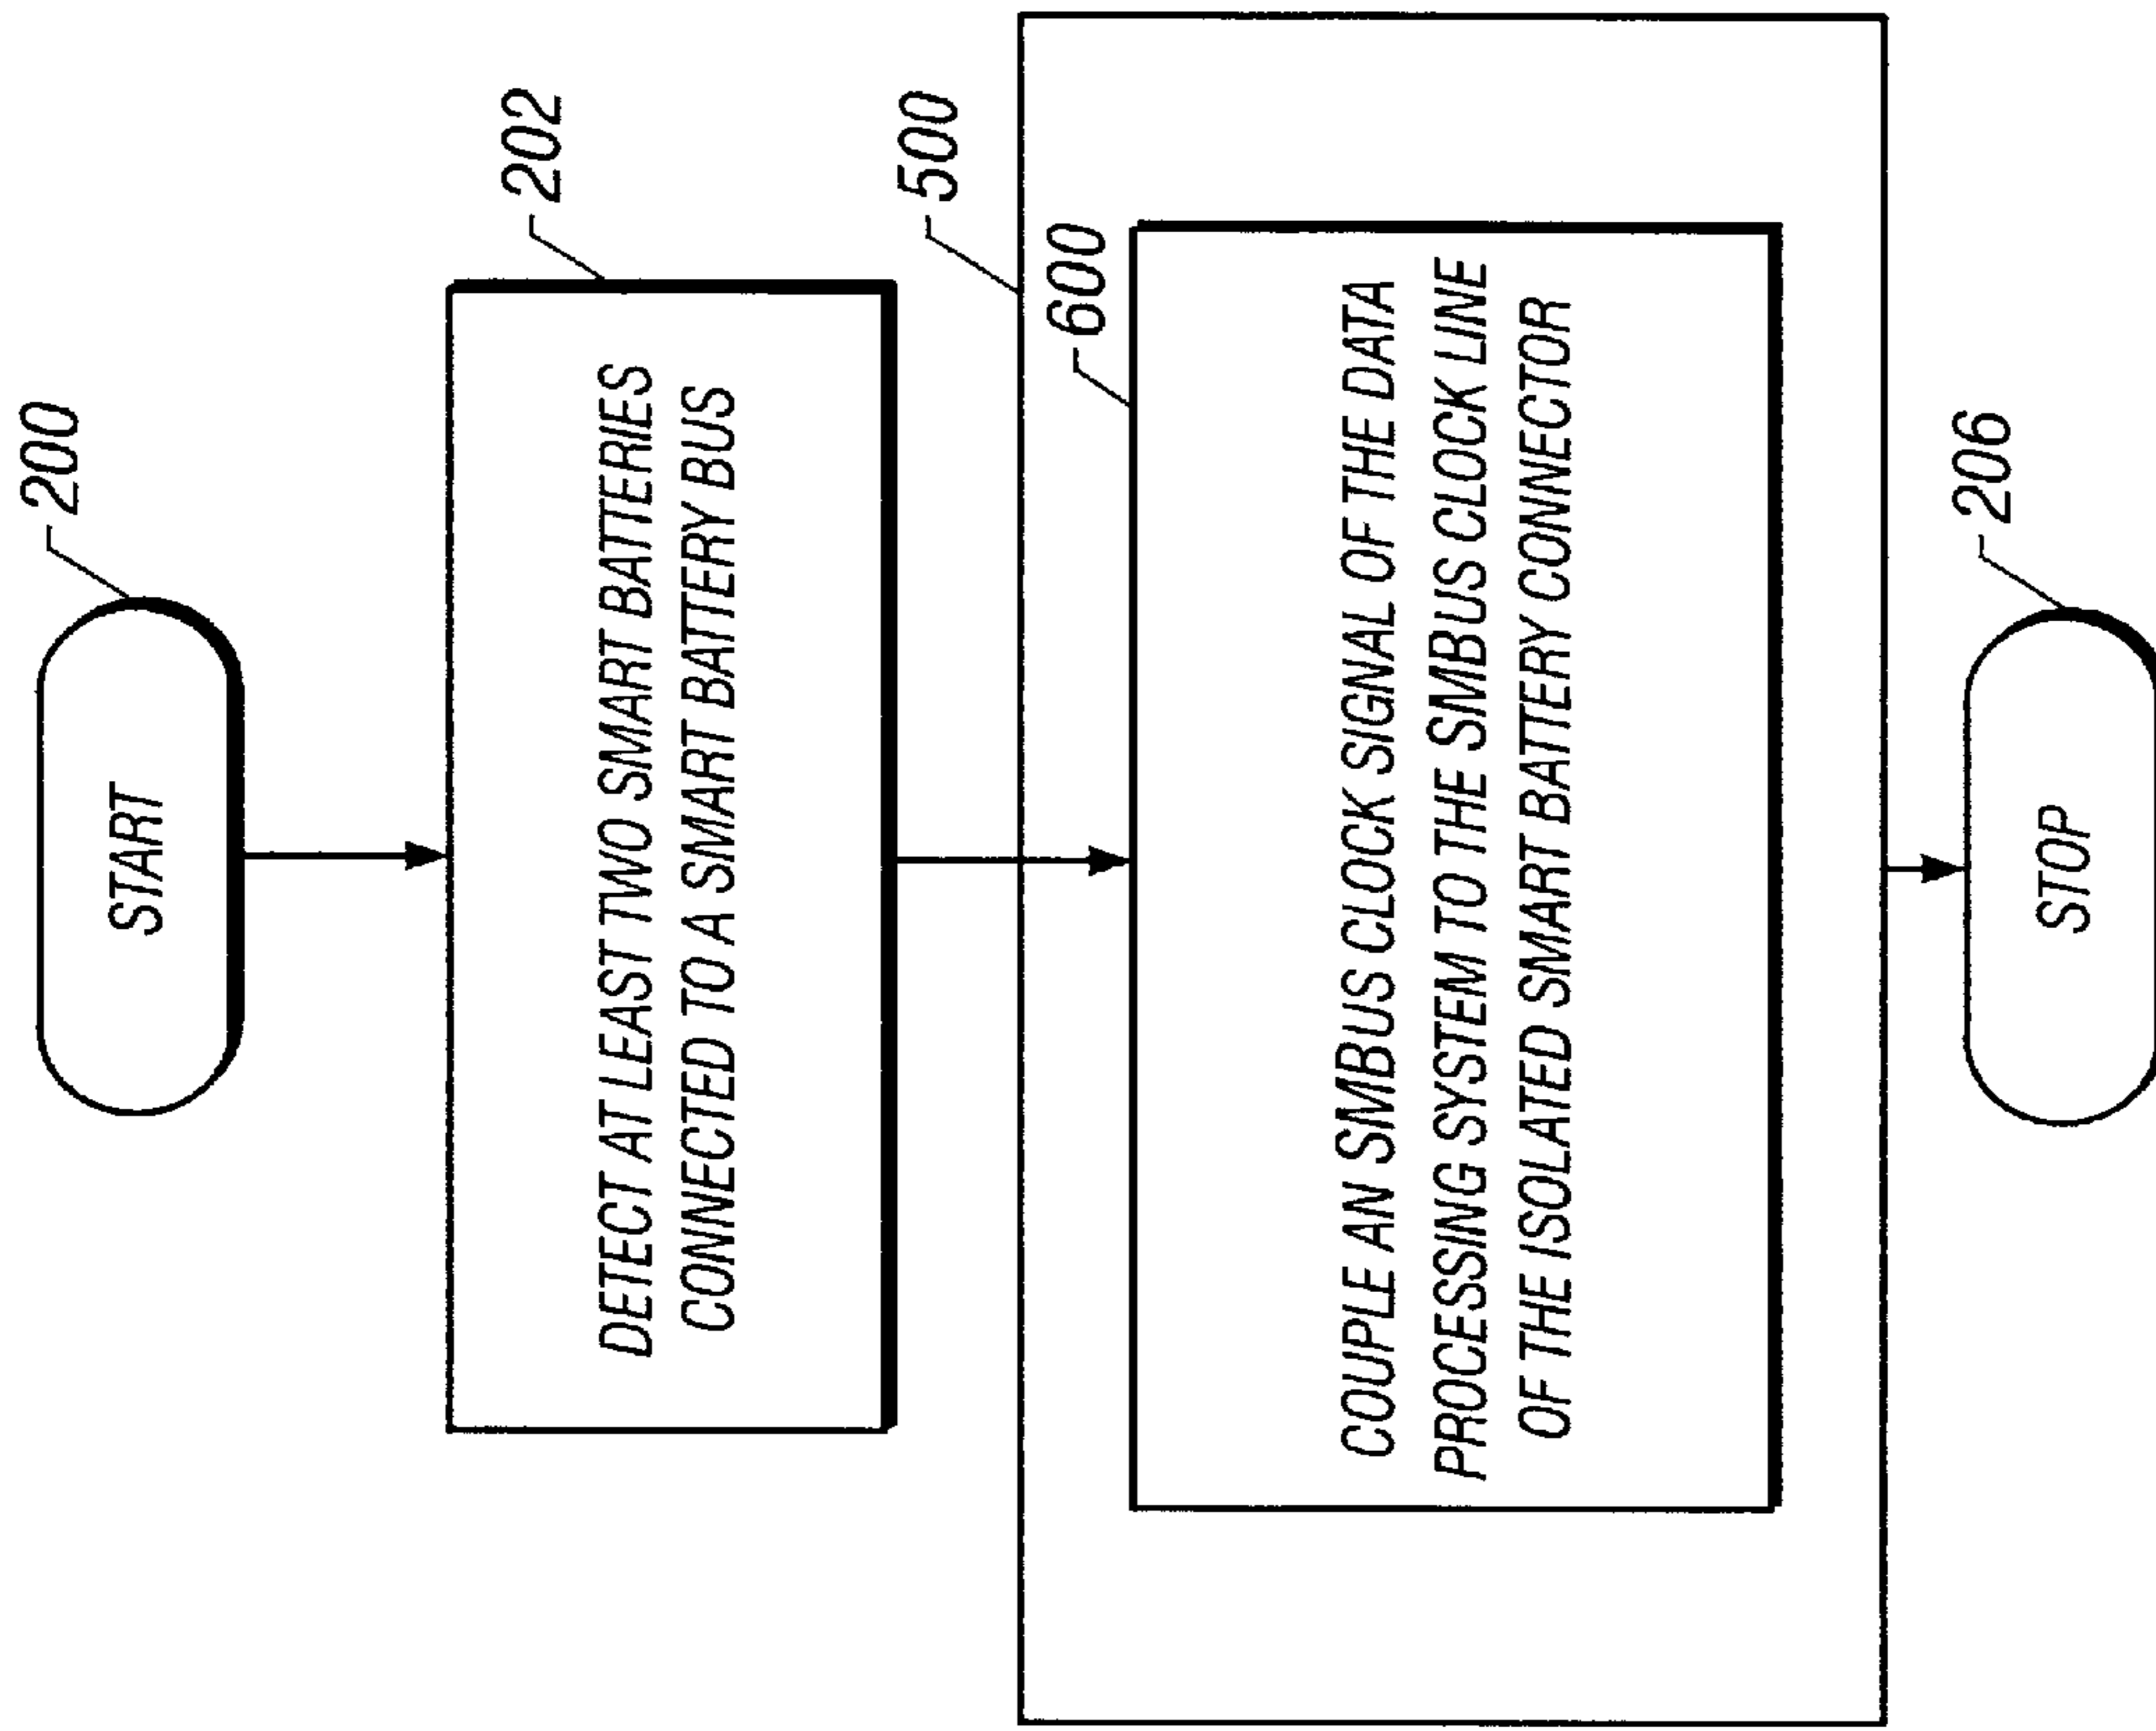 200
START
202
DETECT AT LEAST TWO SMART BATTERIES
CONNECTED TO A SMART BATTERY BUS
500
600
COUPLE AN SMBUS CLOCK SIGNAL OF THE DATA
PROCESSING SYSTEM TO THE SMBUS CLOCK LINE
OF THE ISOLATED SMART BATTERY CONNECTOR
206
STOP